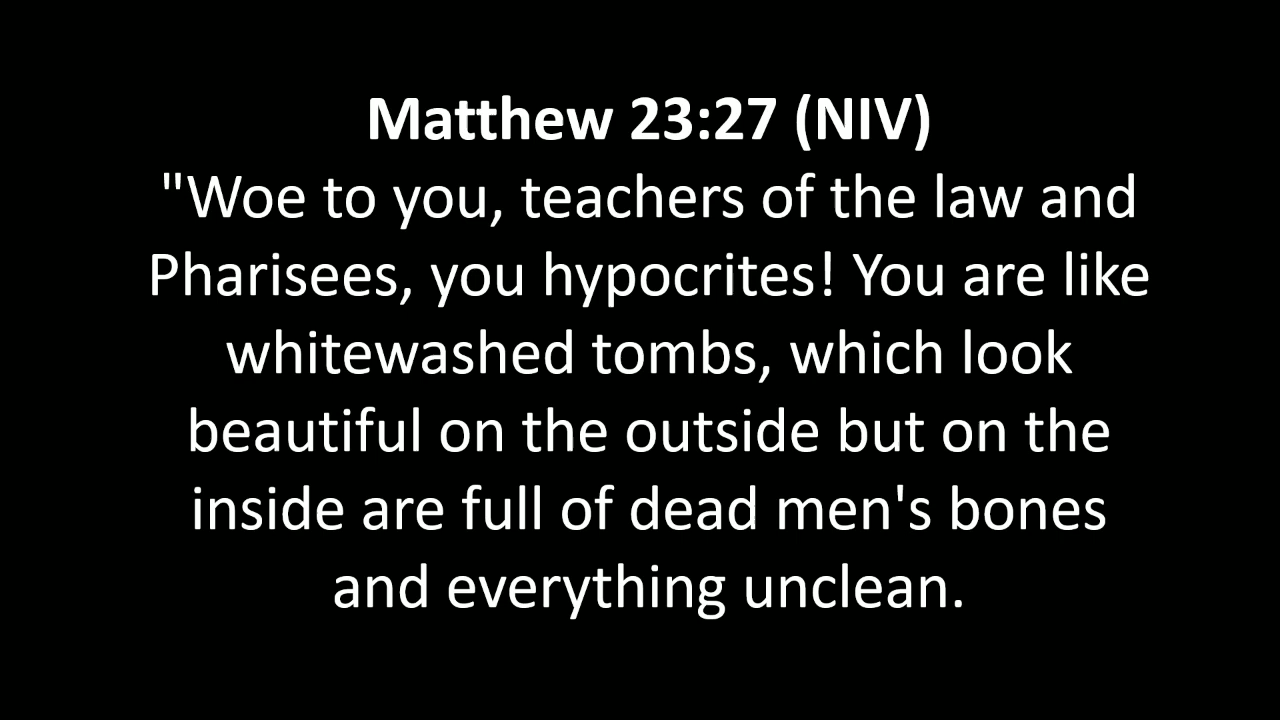 Matthew 23:27 (NIV)
"Woe to you, teachers of the law and
Pharisees, you hypocrites! You are like
whitewashed tombs, which look
beautiful on the outside but on the
inside are full of dead men's bones
and everything unclean.